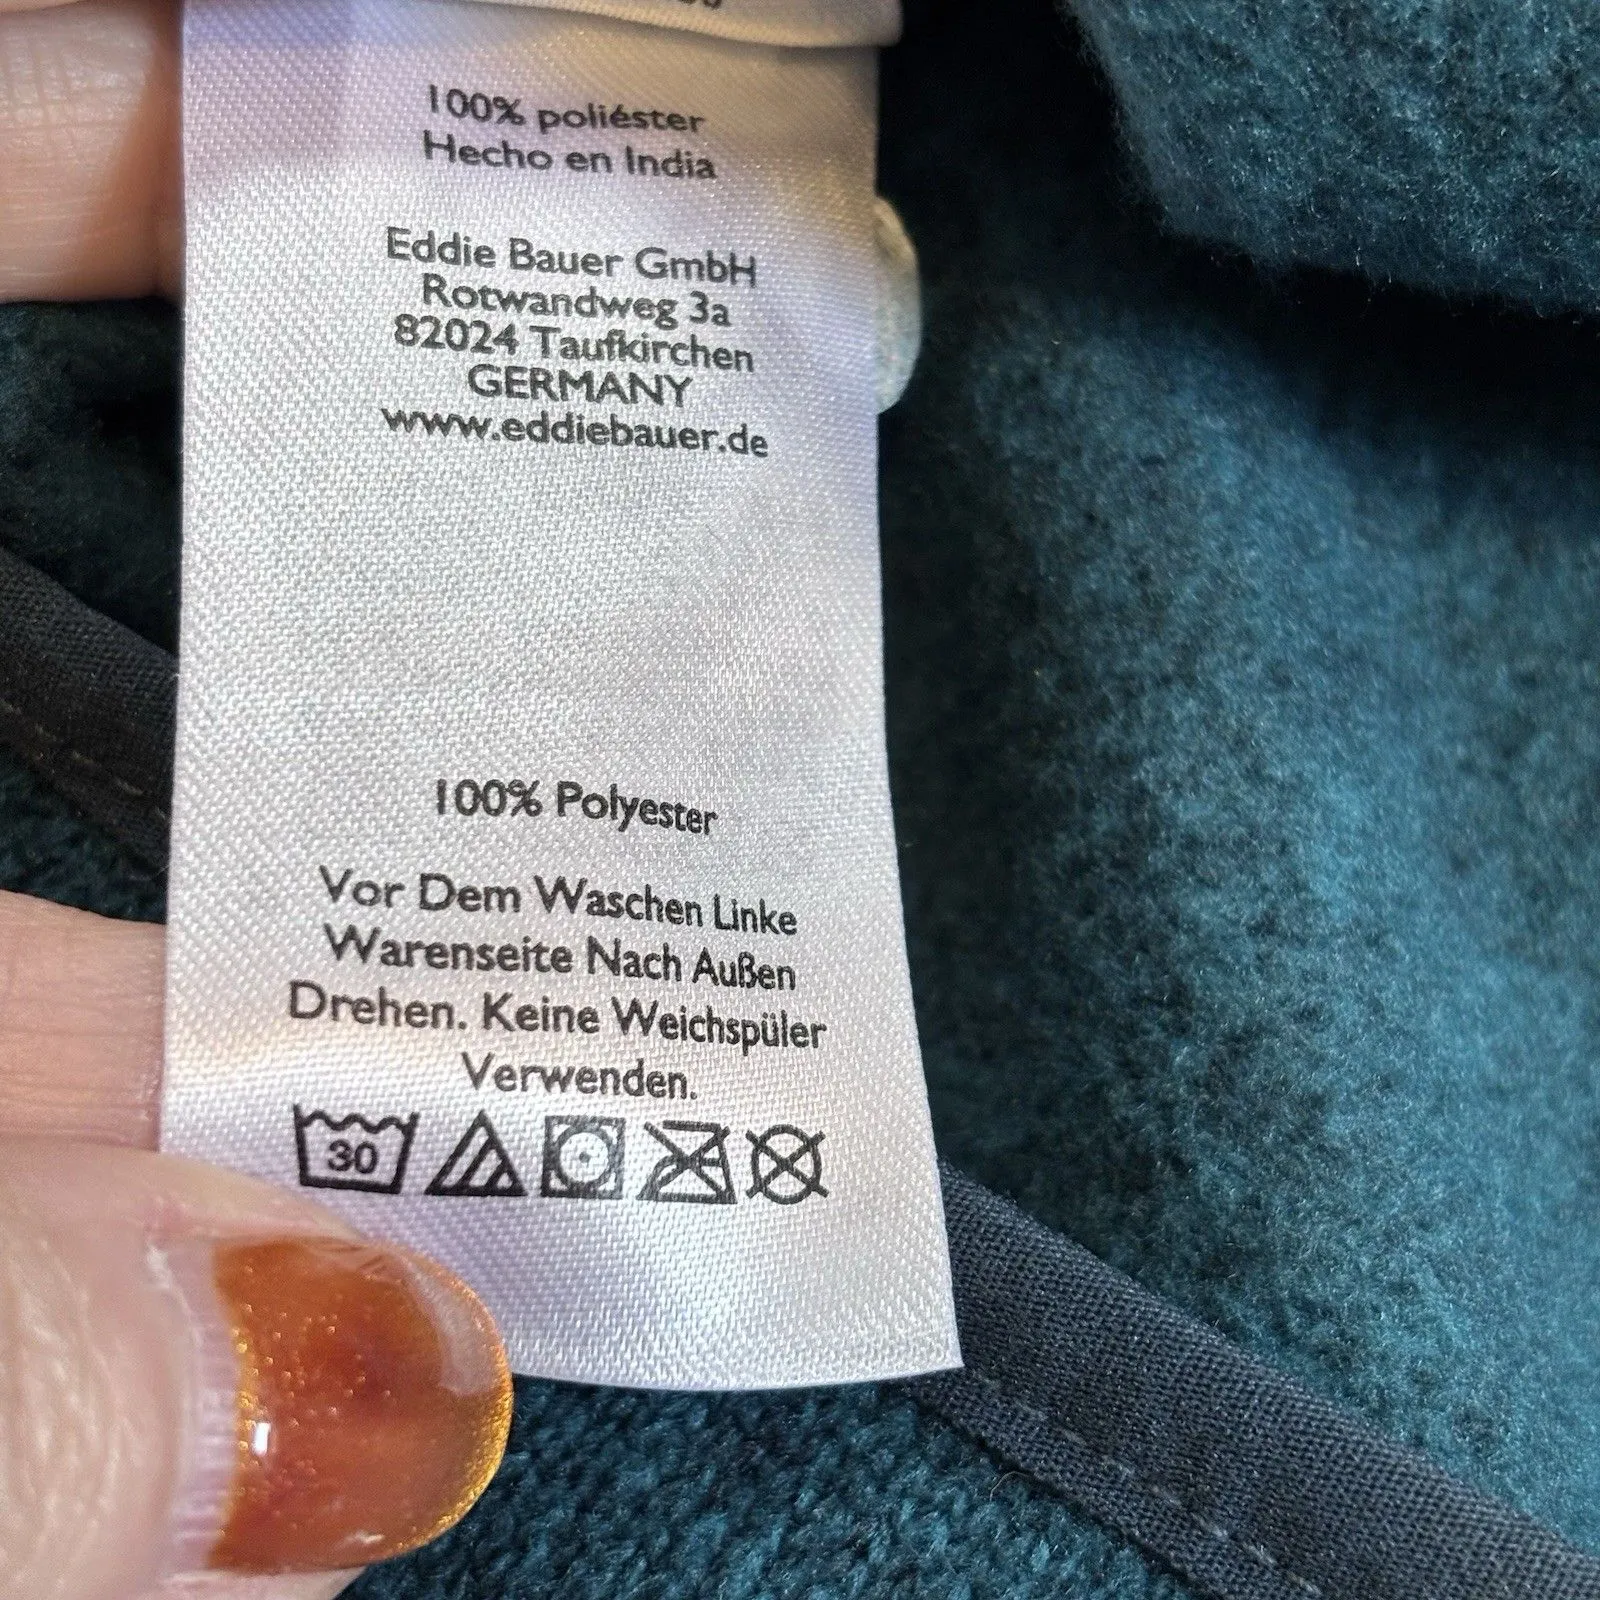 100% poliéster
Hecho en India
Eddie Bauer GmbH
Rotwandweg 3a
82024 Taufkirchen
GERMANY
www.eddiebauer.de
100% Polyester
Vor Dem Waschen Linke
Warenseite Nach Außen
Drehen. Keine Weichspüler
Verwenden.
30